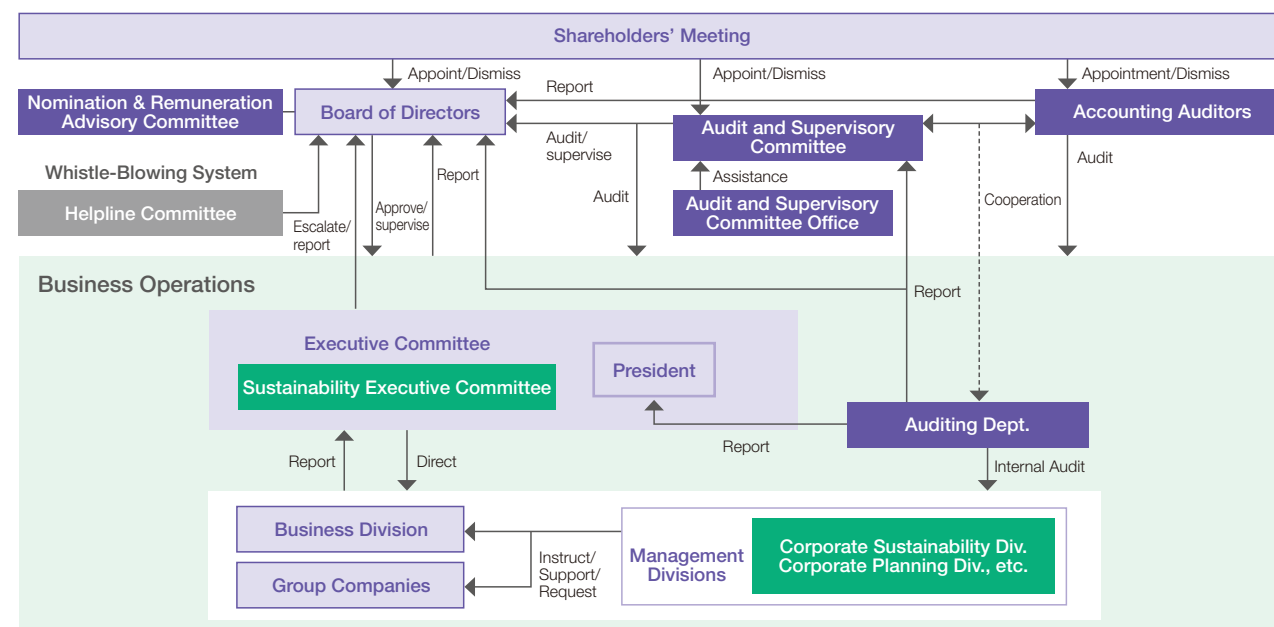 Shareholders’ Meeting
Appoint/Dismiss
Appoint/Dismiss
Appointment/Dismiss
Report
Nomination & Remuneration
Advisory Committee
Board of Directors
Audit and Supervisory
Committee
Accounting Auditors
Audit/
supervise
Audit
Whistle-Blowing System
Helpline Committee
Escalate/
report
Approve/
supervise
Report
Audit
Assistance
Audit and Supervisory
Committee Office
Cooperation
Business Operations
Report
Executive Committee
Sustainability Executive Committee
President
Auditing Dept.
Report
Report
Direct
Internal Audit
Business Division
Group Companies
Instruct/
Support/
Request
Management
Divisions
Corporate Sustainability Div.
Corporate Planning Div., etc.